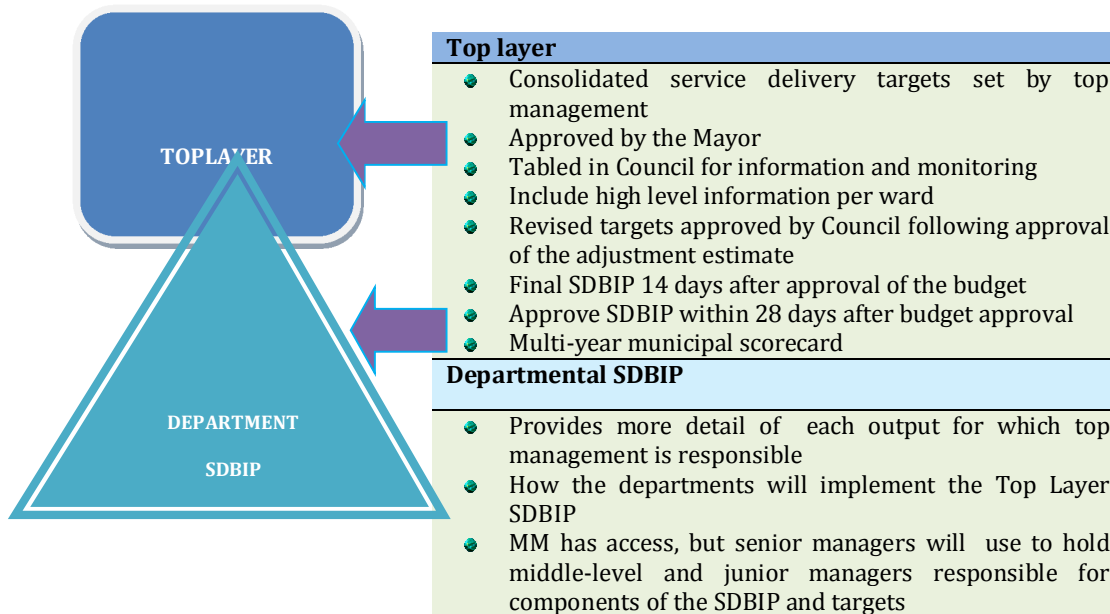 TOPLAYER
DEPARTMENT
SDBIP
Top layer
Consolidated service delivery targets set by top
management
Approved by the Mayor
Tabled in Council for information and monitoring
Include high level information per ward
Revised targets approved by Council following approval
of the adjustment estimate
Final SDBIP 14 days after approval of the budget
Approve SDBIP within 28 days after budget approval
Multi-year municipal scorecard
Departmental SDBIP
Provides more detail of each output for which top
management is responsible
How the departments will implement the Top Layer
SDBIP
MM has access, but senior managers will use to hold
middle-level and junior managers responsible for
components of the SDBIP and targets